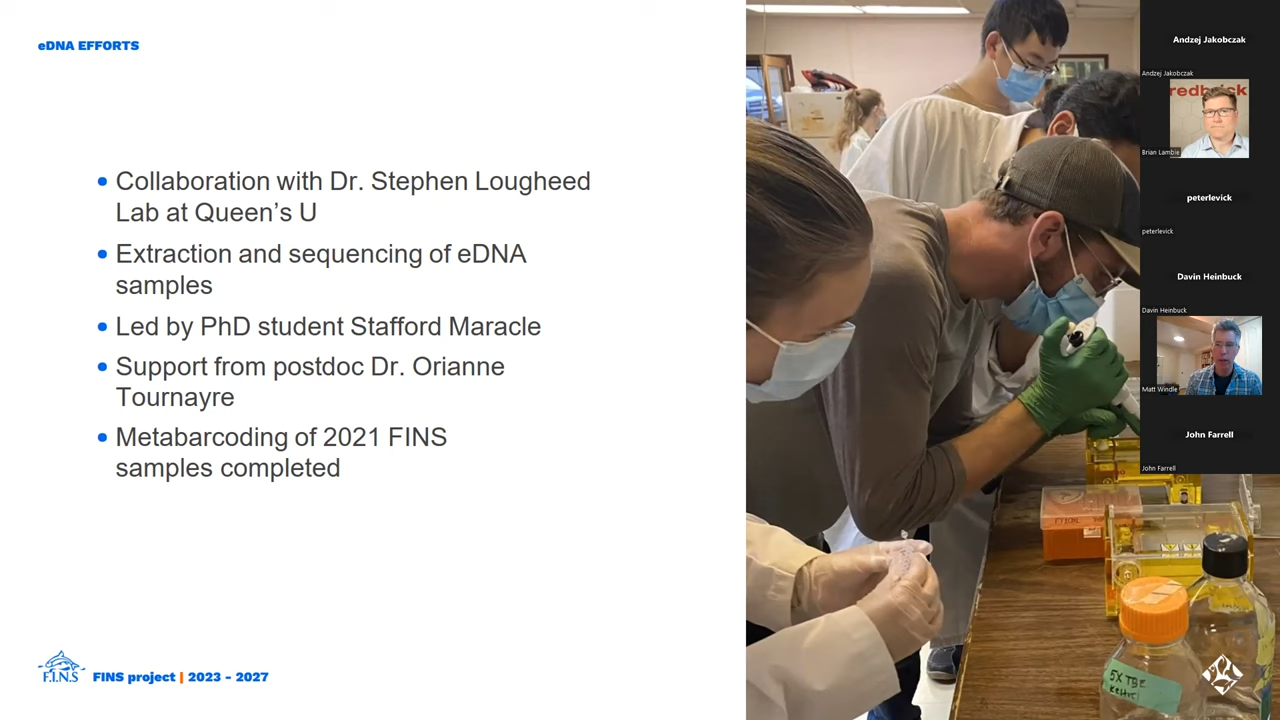 eDNA EFFORTS
Collaboration with Dr. Stephen Lougheed
Lab at Queen's U
Extraction and sequencing of eDNA
samples
Led by PhD student Stafford Maracle
Support from postdoc Dr. Orianne
Tournayre
Metabarcoding of 2021 FINS
samples completed
F.I.N.S
FINS project | 2023 - 2027
Andzej Jakobczak
Andzej Jakobczak
redbrick
Brian Lambie
peterlevick
peterlevick
Davin Heinbuck
Davin Heinbuck
Matt Windle
John Farrell
John Farrell
5X TBE